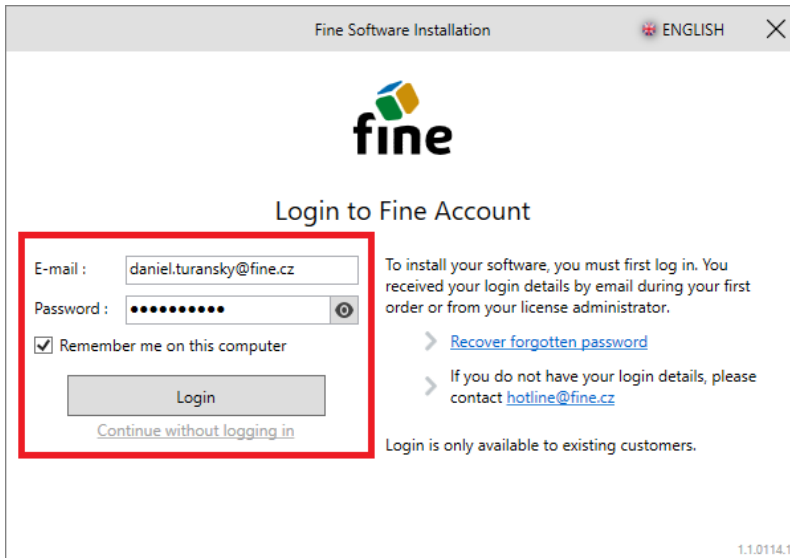 Fine Software Installation
ENGLISH
fine
Login to Fine Account
E-mail :
daniel.turansky@fine.cz
Password :
●●●●●●●●●●
Remember me on this computer
Login
Continue without logging in
To install your software, you must first log in. You
received your login details by email during your first
order or from your license administrator.
Recover forgotten password
If you do not have your login details, please
contact hotline@fine.cz
Login is only available to existing customers.
1.1.0114.1